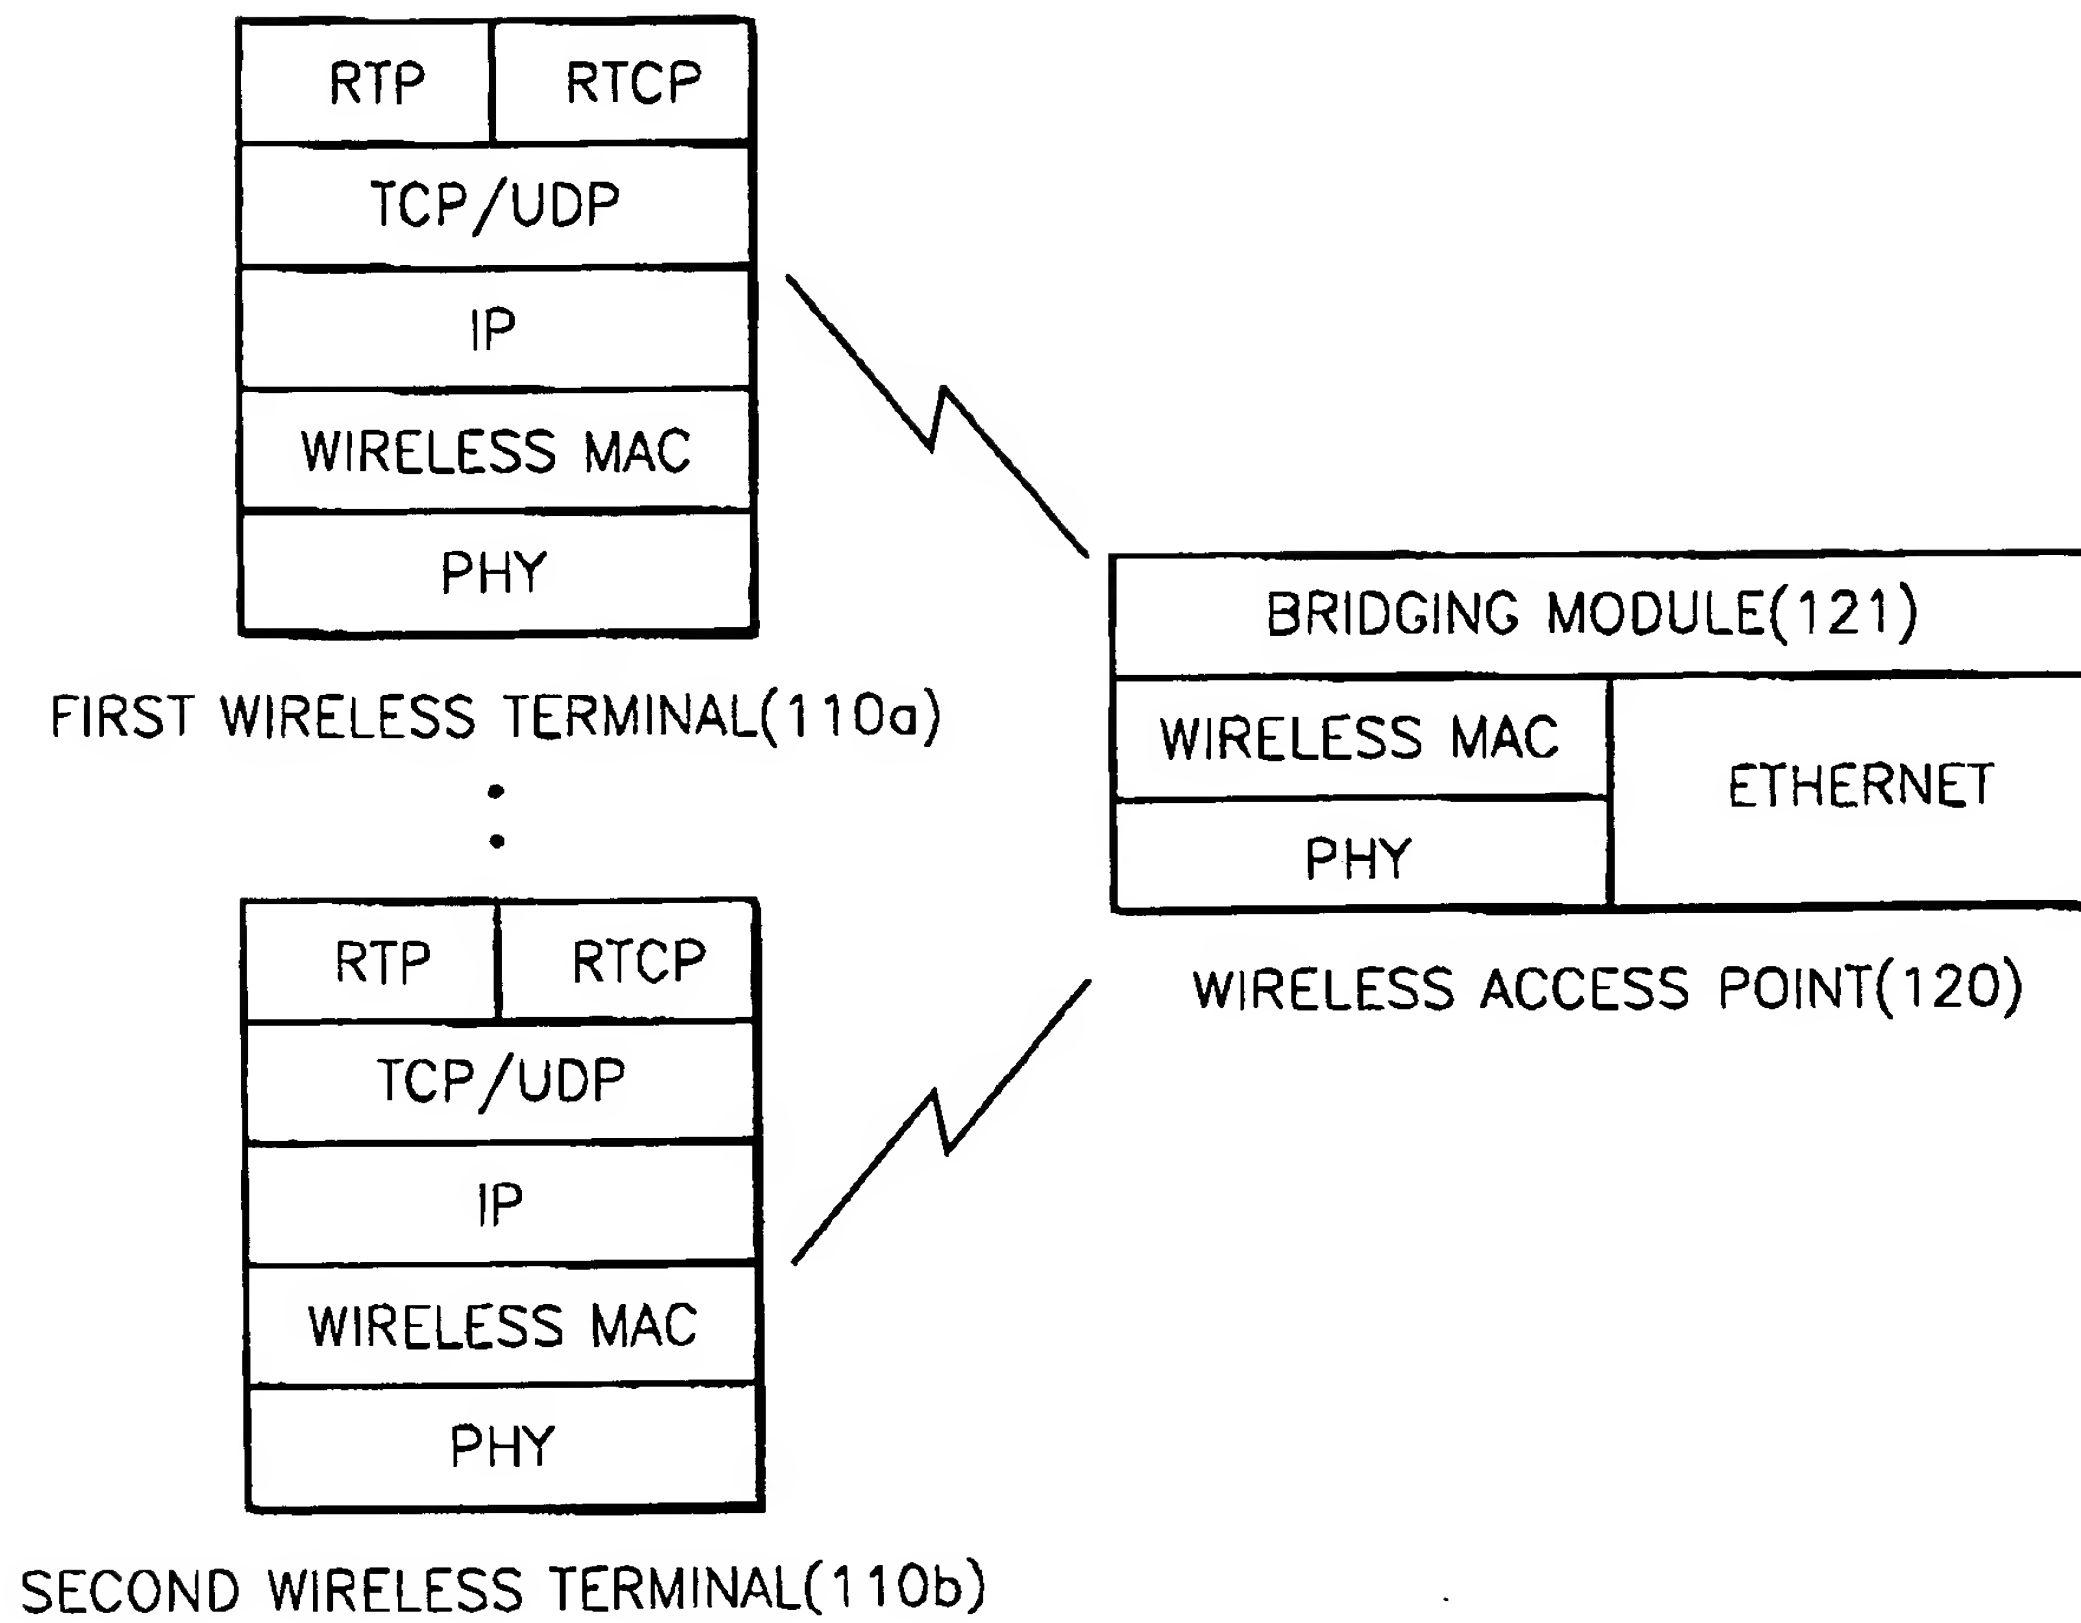 RTP RTCP
TCP/UDP
IP
WIRELESS MAC
PHY
FIRST WIRELESS TERMINAL(110a)
BRIDGING MODULE(121)
WIRELESS MAC
ETHERNET
PHY
WIRELESS ACCESS POINT(120)
RTP RTCP
TCP/UDP
IP
WIRELESS MAC
PHY
SECOND WIRELESS TERMINAL(110b)